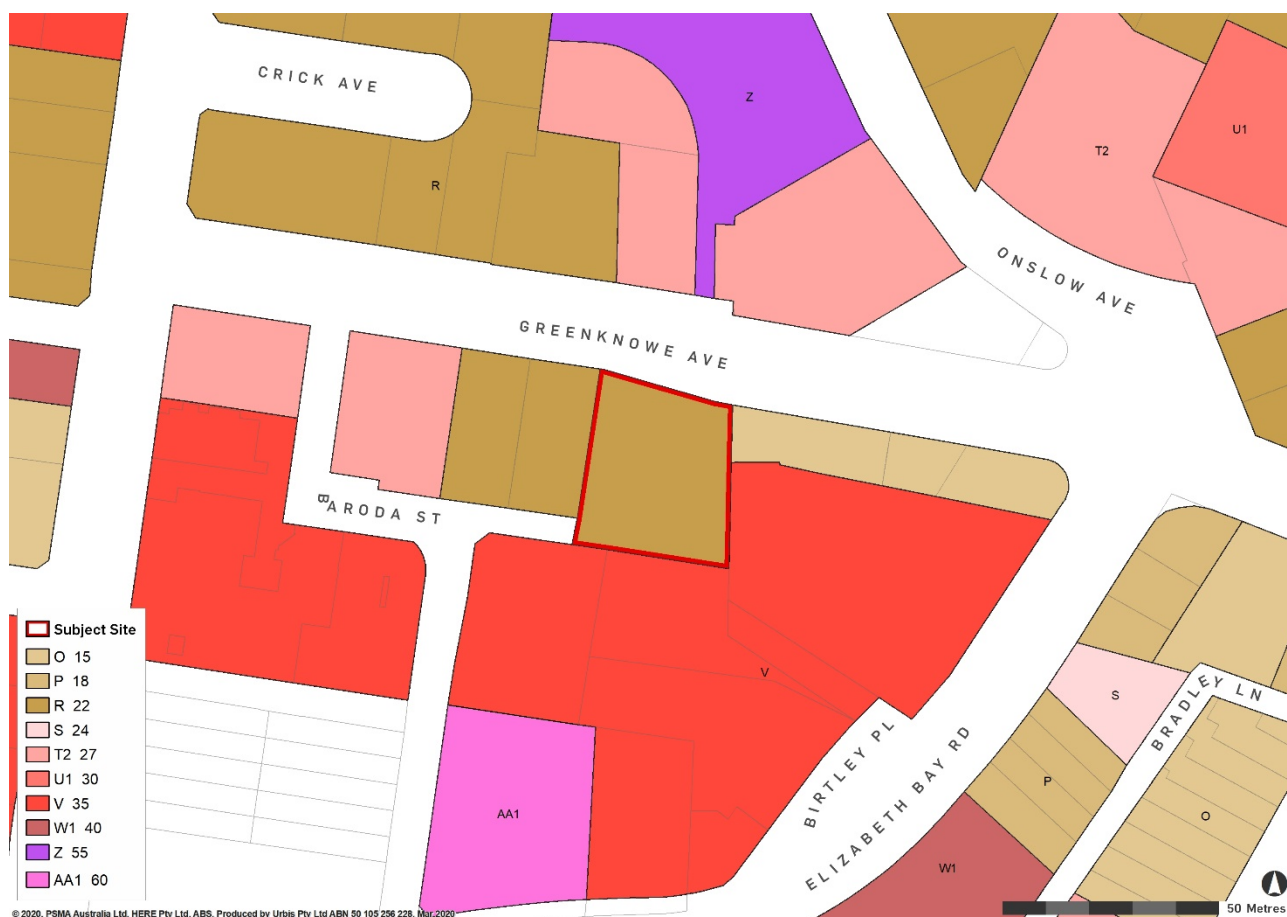 CRICK AVE
Z
U1
T2
R
ONSLOW AVE
GREENKNOWE AVE
BARODA ST
V
S
BRADLEY LN
BIRTLEY PL
P
ELIZABETH BAY RD
AA1
O
W1
Subject Site
O 15
P 18
R 22
S 24
T2 27
U1 30
V 35
W1 40
Z 55
AA1 60
50 Metres
© 2020. PSMA Australia Ltd, HERE Pty Ltd. ABS. Produced by Urbis Pty Ltd ABN 50 105 256 228. Mar.2020